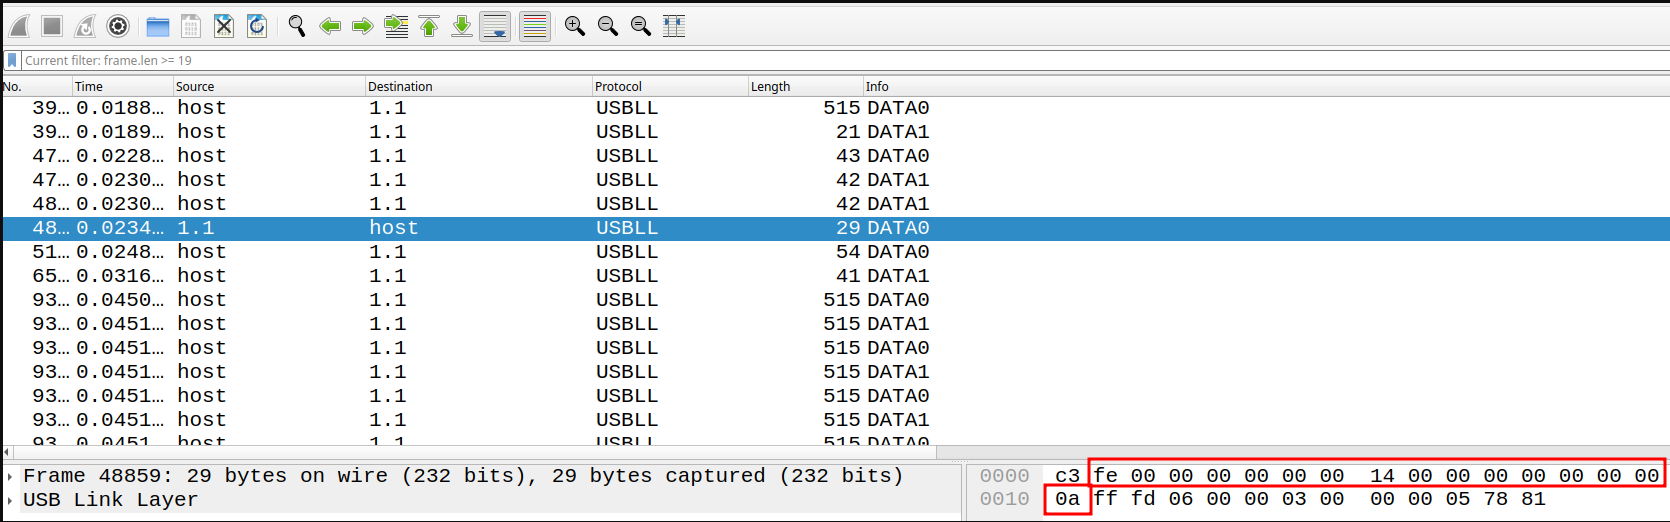 Current filter: frame.len >= 19
No. Time Source Destination Protocol Length Info
39… 0.0188… host 1.1 USBLL 515 DATA0
39… 0.0189… host 1.1 USBLL 21 DATA1
47… 0.0228… host 1.1 USBLL 43 DATA0
47… 0.0230… host 1.1 USBLL 42 DATA1
48… 0.0230… host 1.1 USBLL 42 DATA1
48… 0.0234… 1.1 host USBLL 29 DATA0
51… 0.0248… host 1.1 USBLL 54 DATA0
65… 0.0316… host 1.1 USBLL 41 DATA1
93… 0.0450… host 1.1 USBLL 515 DATA0
93… 0.0451… host 1.1 USBLL 515 DATA1
93… 0.0451… host 1.1 USBLL 515 DATA0
93… 0.0451… host 1.1 USBLL 515 DATA1
93… 0.0451… host 1.1 USBLL 515 DATA0
93… 0.0451… host 1.1 USBLL 515 DATA1
93… 0.0451… host 1.1 USBLL 515 DATA0
Frame 48859: 29 bytes on wire (232 bits), 29 bytes captured (232 bits)
USB Link Layer
0000 c3 fe 00 00 00 00 00 00 14 00 00 00 00 00 00 00
0010 0a ff fd 06 00 00 03 00 00 00 05 78 81